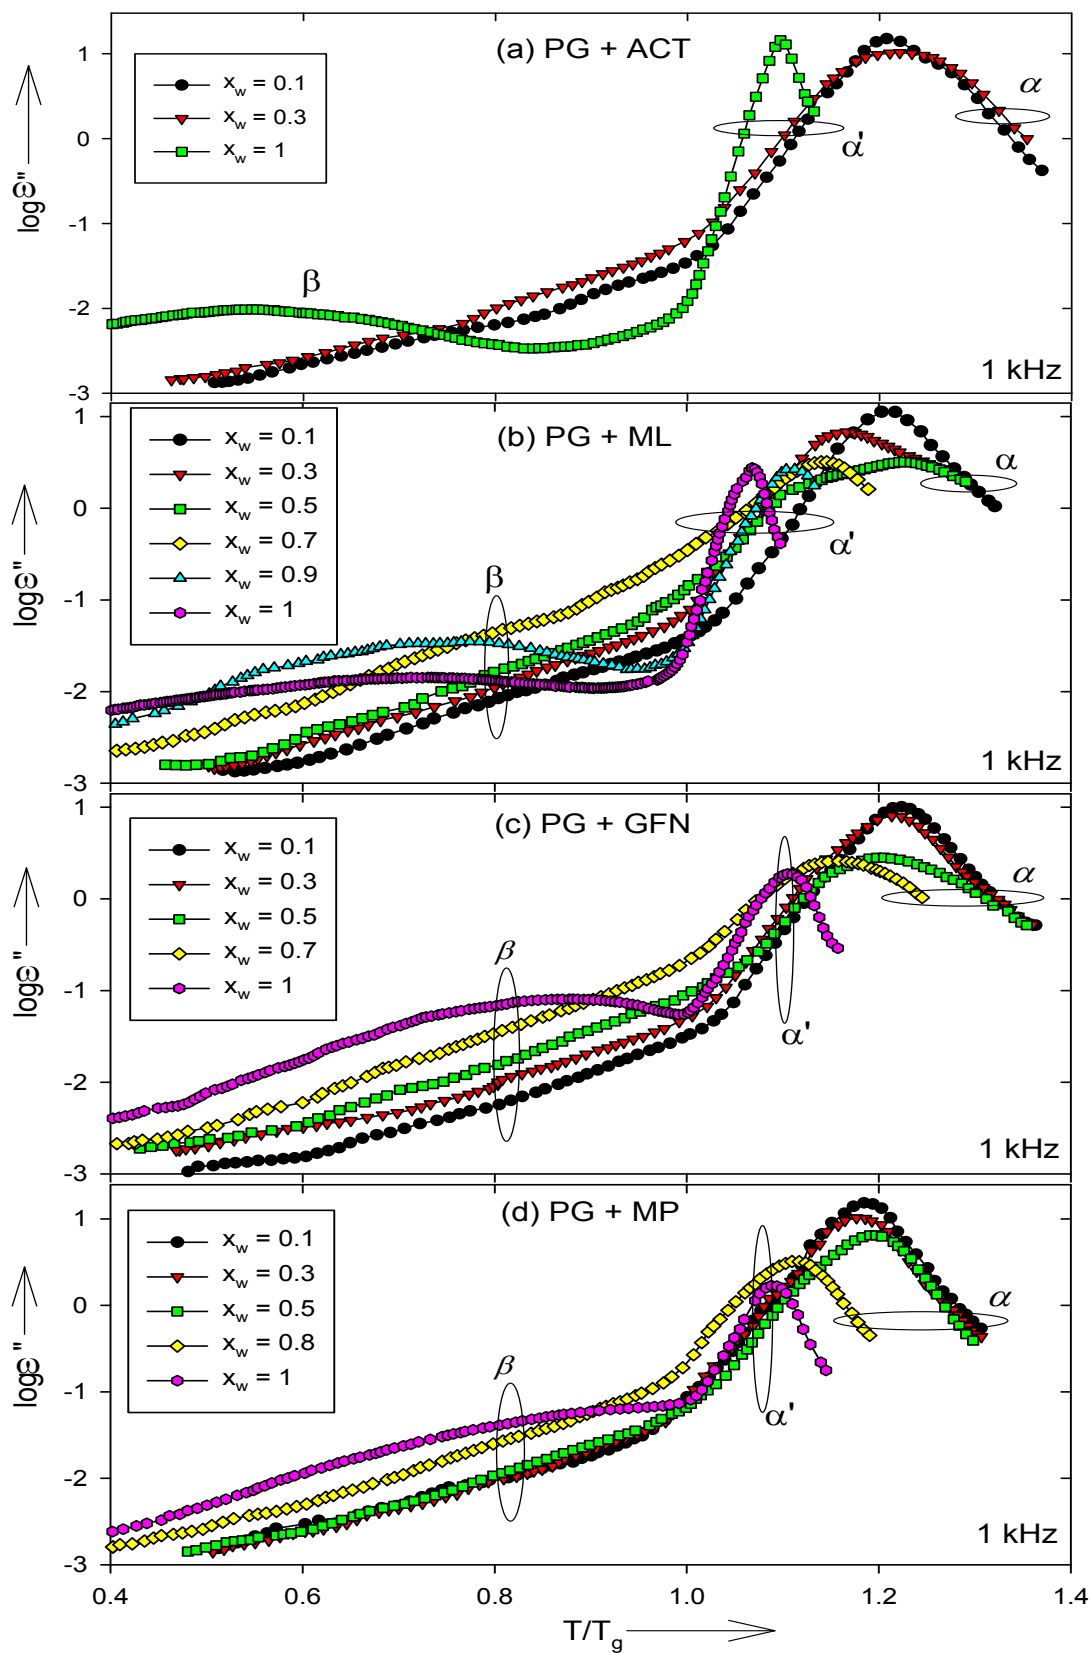 (a) PG + ACT
x_w = 0.1
x_w = 0.3
x_w = 1
α
α'
β
1 kHz
logε"
1
0
-1
-2
-3
(b) PG + ML
x_w = 0.1
x_w = 0.3
x_w = 0.5
x_w = 0.7
x_w = 0.9
x_w = 1
α
α'
β
1 kHz
logε"
1
0
-1
-2
-3
(c) PG + GFN
x_w = 0.1
x_w = 0.3
x_w = 0.5
x_w = 0.7
x_w = 1
α
β
α'
1 kHz
logε"
1
0
-1
-2
-3
(d) PG + MP
x_w = 0.1
x_w = 0.3
x_w = 0.5
x_w = 0.8
x_w = 1
α
β
α'
1 kHz
logε"
1
0
-1
-2
-3
0.4 0.6 0.8 1.0 1.2 1.4
T/T_g